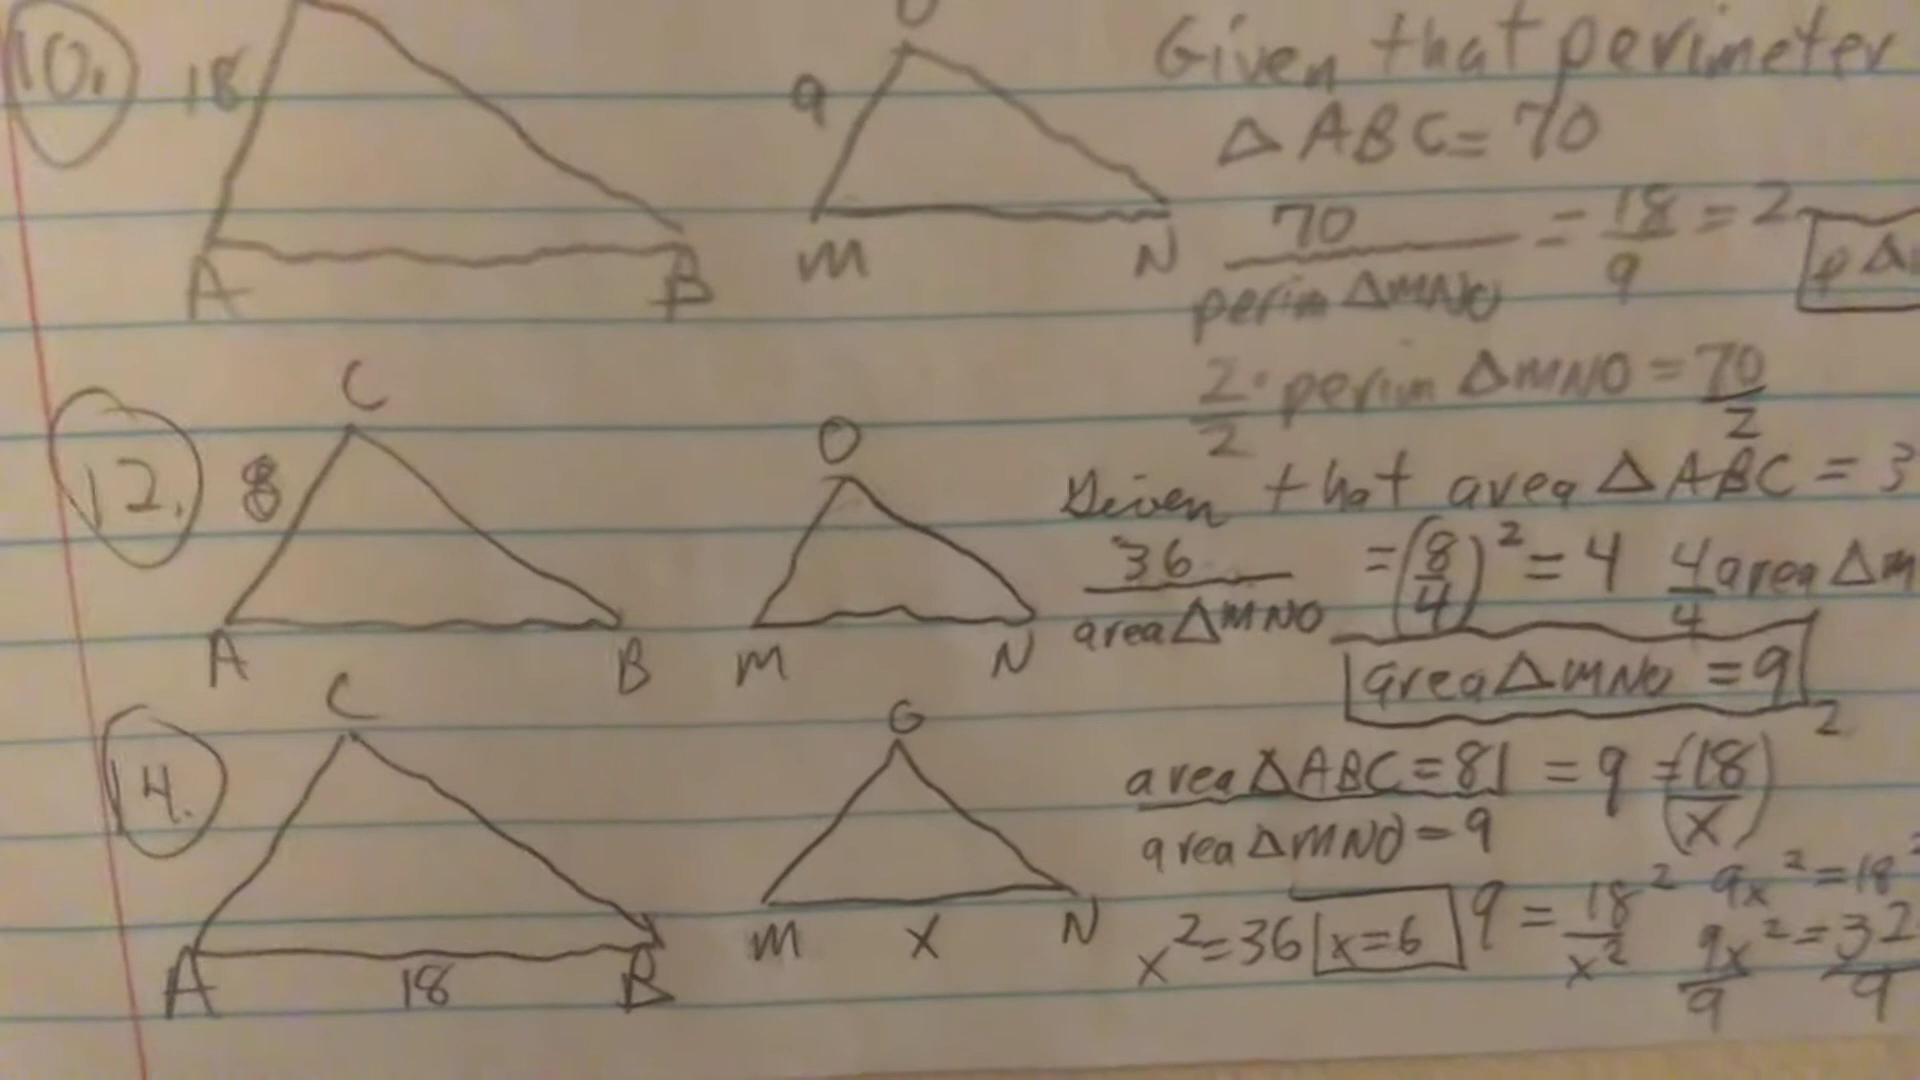 10.
18
A
B
O
9
M
N
Given that perimeter
△ABC=70
70 / perim △MNO = 18/9 = 2
2/2 · perim △MNO = 70/2
12.
C
8
A
B
O
M
N
Given that area △ABC = 3
36 / area △MNO = (8/4)² = 4 4/4 area △m
area △MNO = 9
14.
C
A
18
B
O
M
X
N
area △ABC = 81 / area △MNO = 9 = 9 = (18/x)²
9 = 18²/x² 9x² = 18²
9x²/9 = 32 /9
x² = 36 x = 6